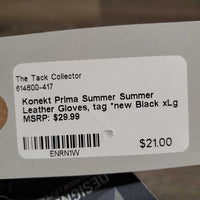 The Tack Collector
614600-417
Konekt Prima Summer Summer
Leather Gloves, tag *new Black xLg
MSRP: $29.99
ENRN1W
$21.00